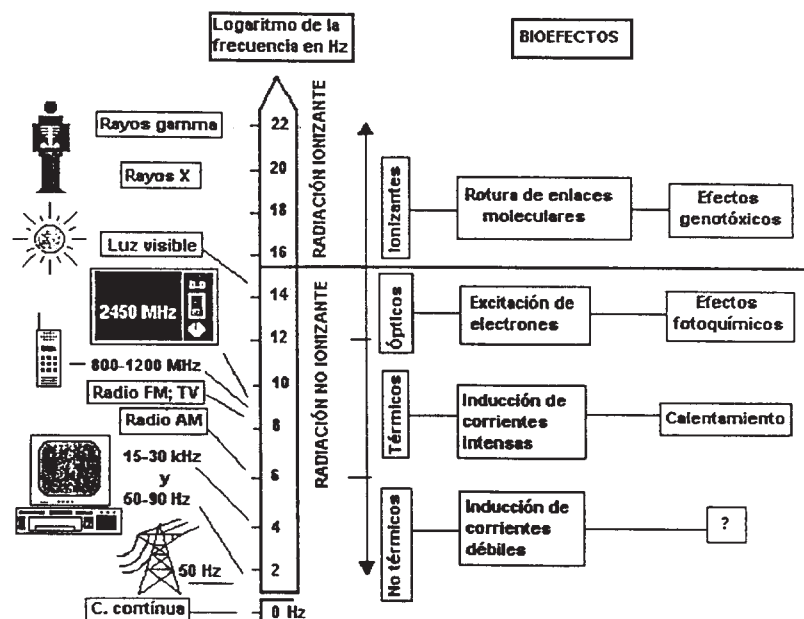 Logaritmo de la
frecuencia en Hz
BIOEFECTOS
Rayos gamma
Rayos X
Luz visible
2450 MHz
800-1200 MHz
Radio FM; TV
Radio AM
15-30 kHz
y
50-90 Hz
50 Hz
C. contínua
22
20
18
16
14
12
10
8
6
4
2
0 Hz
RADIACIÓN IONIZANTE
RADIACIÓN NO IONIZANTE
Ionizantes
Rotura de enlaces
moleculares
Efectos
genotóxicos
Ópticos
Excitación de
electrones
Efectos
fotoquímicos
Térmicos
Inducción de
corrientes
intensas
Calentamiento
No térmicos
Inducción de
corrientes
débiles
?